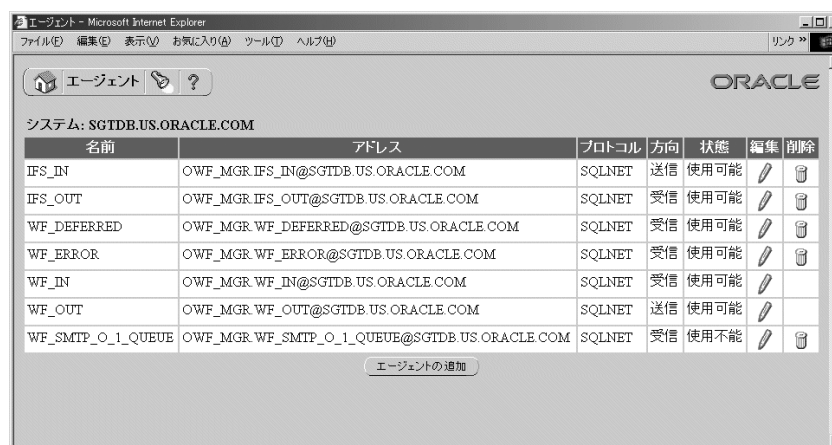 エージェント - Microsoft Internet Explorer
ファイル(F) 編集(E) 表示(V) お気に入り(A) ツール(T) ヘルプ(H) リンク »
エージェント ?
ORACLE
システム: SGTDB.US.ORACLE.COM
名前 アドレス プロトコル 方向 状態 編集 削除
IFS_IN OWF_MGR.IFS_IN@SGTDB.US.ORACLE.COM SQLNET 送信 使用可能
IFS_OUT OWF_MGR.IFS_OUT@SGTDB.US.ORACLE.COM SQLNET 受信 使用可能
WF_DEFERRED OWF_MGR.WF_DEFERRED@SGTDB.US.ORACLE.COM SQLNET 受信 使用可能
WF_ERROR OWF_MGR.WF_ERROR@SGTDB.US.ORACLE.COM SQLNET 受信 使用可能
WF_IN OWF_MGR.WF_IN@SGTDB.US.ORACLE.COM SQLNET 受信 使用可能
WF_OUT OWF_MGR.WF_OUT@SGTDB.US.ORACLE.COM SQLNET 送信 使用可能
WF_SMTP_O_1_QUEUE OWF_MGR.WF_SMTP_O_1_QUEUE@SGTDB.US.ORACLE.COM SQLNET 受信 使用不能
エージェントの追加